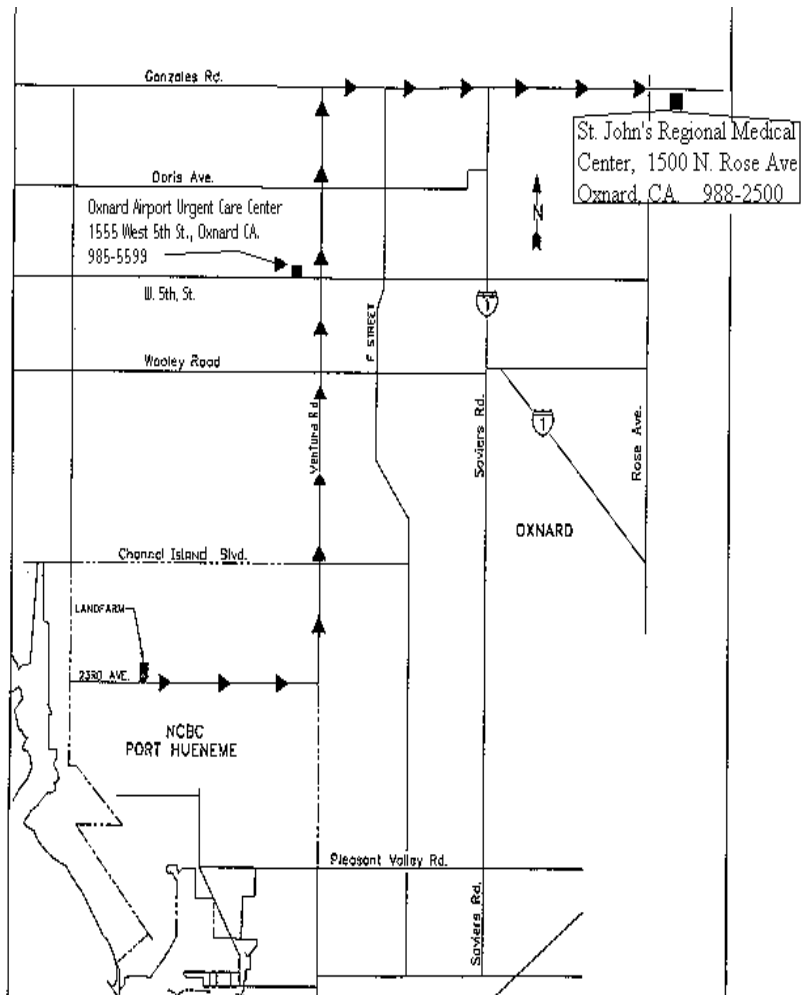 Gonzales Rd.
St. John's Regional Medical
Center, 1500 N. Rose Ave
Oxnard, CA. 988-2500
Doris Ave.
N
Oxnard Airport Urgent Care Center
1555 West 5th St., Oxnard CA.
985-5599
W. 5th, St.
1
F STREET
Wooley Road
Ventura Rd
Saviers Rd.
1
Rose Ave.
OXNARD
Channel Island Blvd.
LANDFARM
23RD AVE.
NCBC
PORT HUENEME
Pleasant Valley Rd.
Saviers Rd.